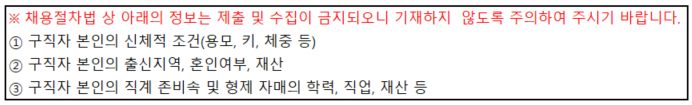 ※ 채용절차법 상 아래의 정보는 제출 및 수집이 금지되오니 기재하지 않도록 주의하여 주시기 바랍니다.
① 구직자 본인의 신체적 조건(용모, 키, 체중 등)
② 구직자 본인의 출신지역, 혼인여부, 재산
③ 구직자 본인의 직계 존비속 및 형제 자매의 학력, 직업, 재산 등